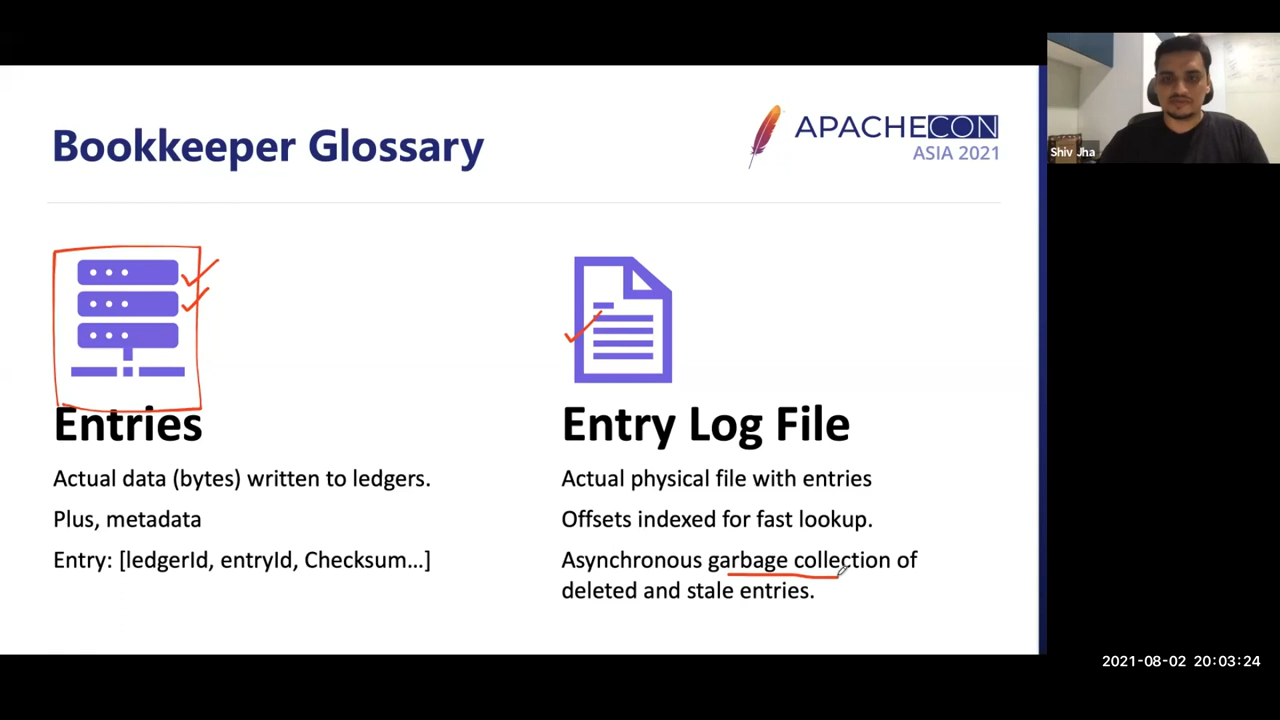 Bookkeeper Glossary
APACHECON
ASIA 2021
Shiv Jha
Entries
Actual data (bytes) written to ledgers.
Plus, metadata
Entry: [ledgerId, entryId, Checksum...]
Entry Log File
Actual physical file with entries
Offsets indexed for fast lookup.
Asynchronous garbage collection of
deleted and stale entries.
2021-08-02 20:03:24